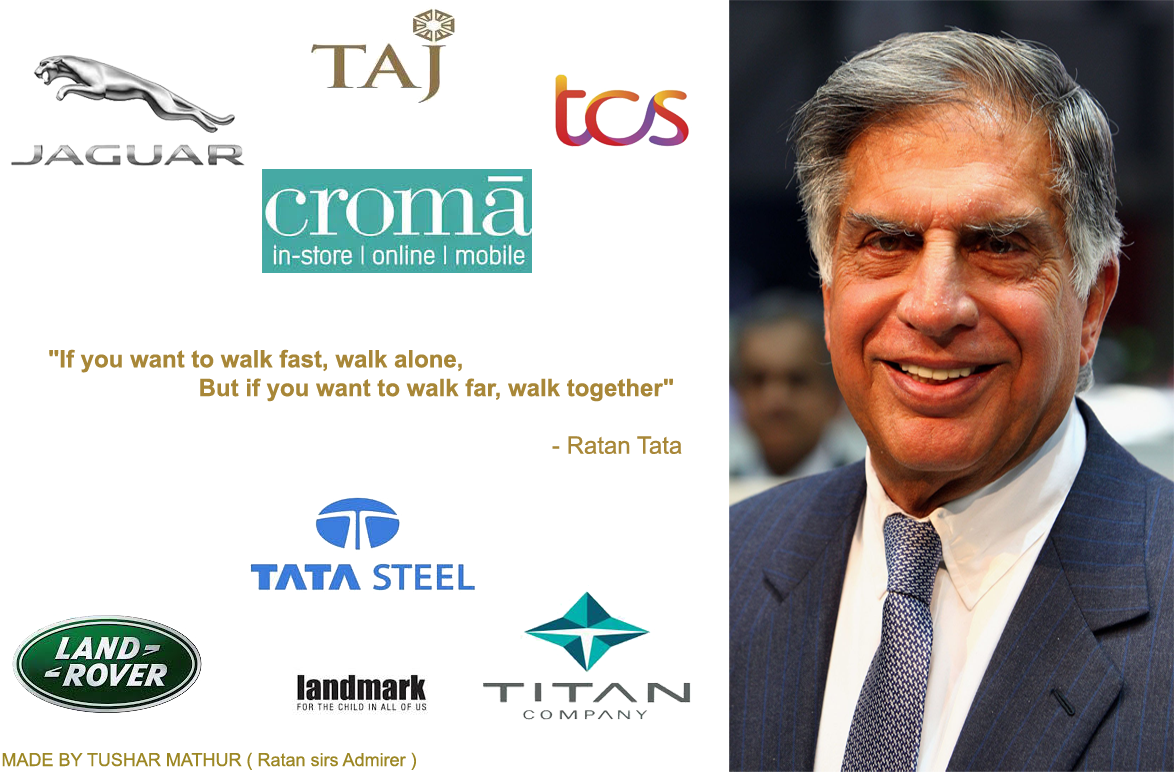 TAJ
JAGUAR
tcs
cromā
in-store | online | mobile
"If you want to walk fast, walk alone,
But if you want to walk far, walk together"
- Ratan Tata
TATA STEEL
LAND-
-ROVER
landmark
FOR THE CHILD IN ALL OF US
TITAN
COMPANY
MADE BY TUSHAR MATHUR ( Ratan sirs Admirer )